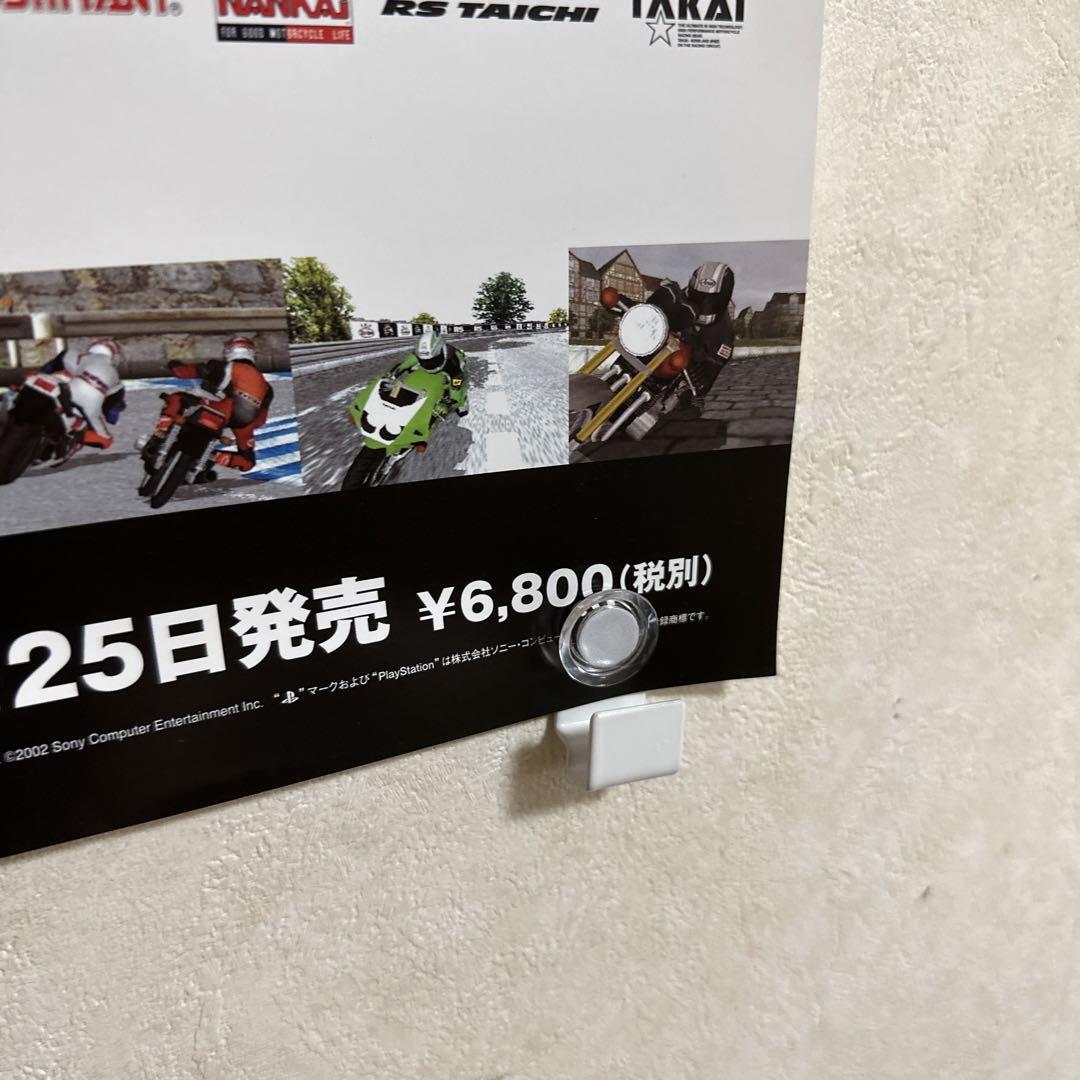 NANKAI
RS TAICHI
TAKAI
FOR GOOD MOTORCYCLE LIFE
25日発売 ¥6,800(税別)
©2002 Sony Computer Entertainment Inc. “ ”マークおよび“PlayStation”は株式会社ソニー・コンピュー 録商標です。